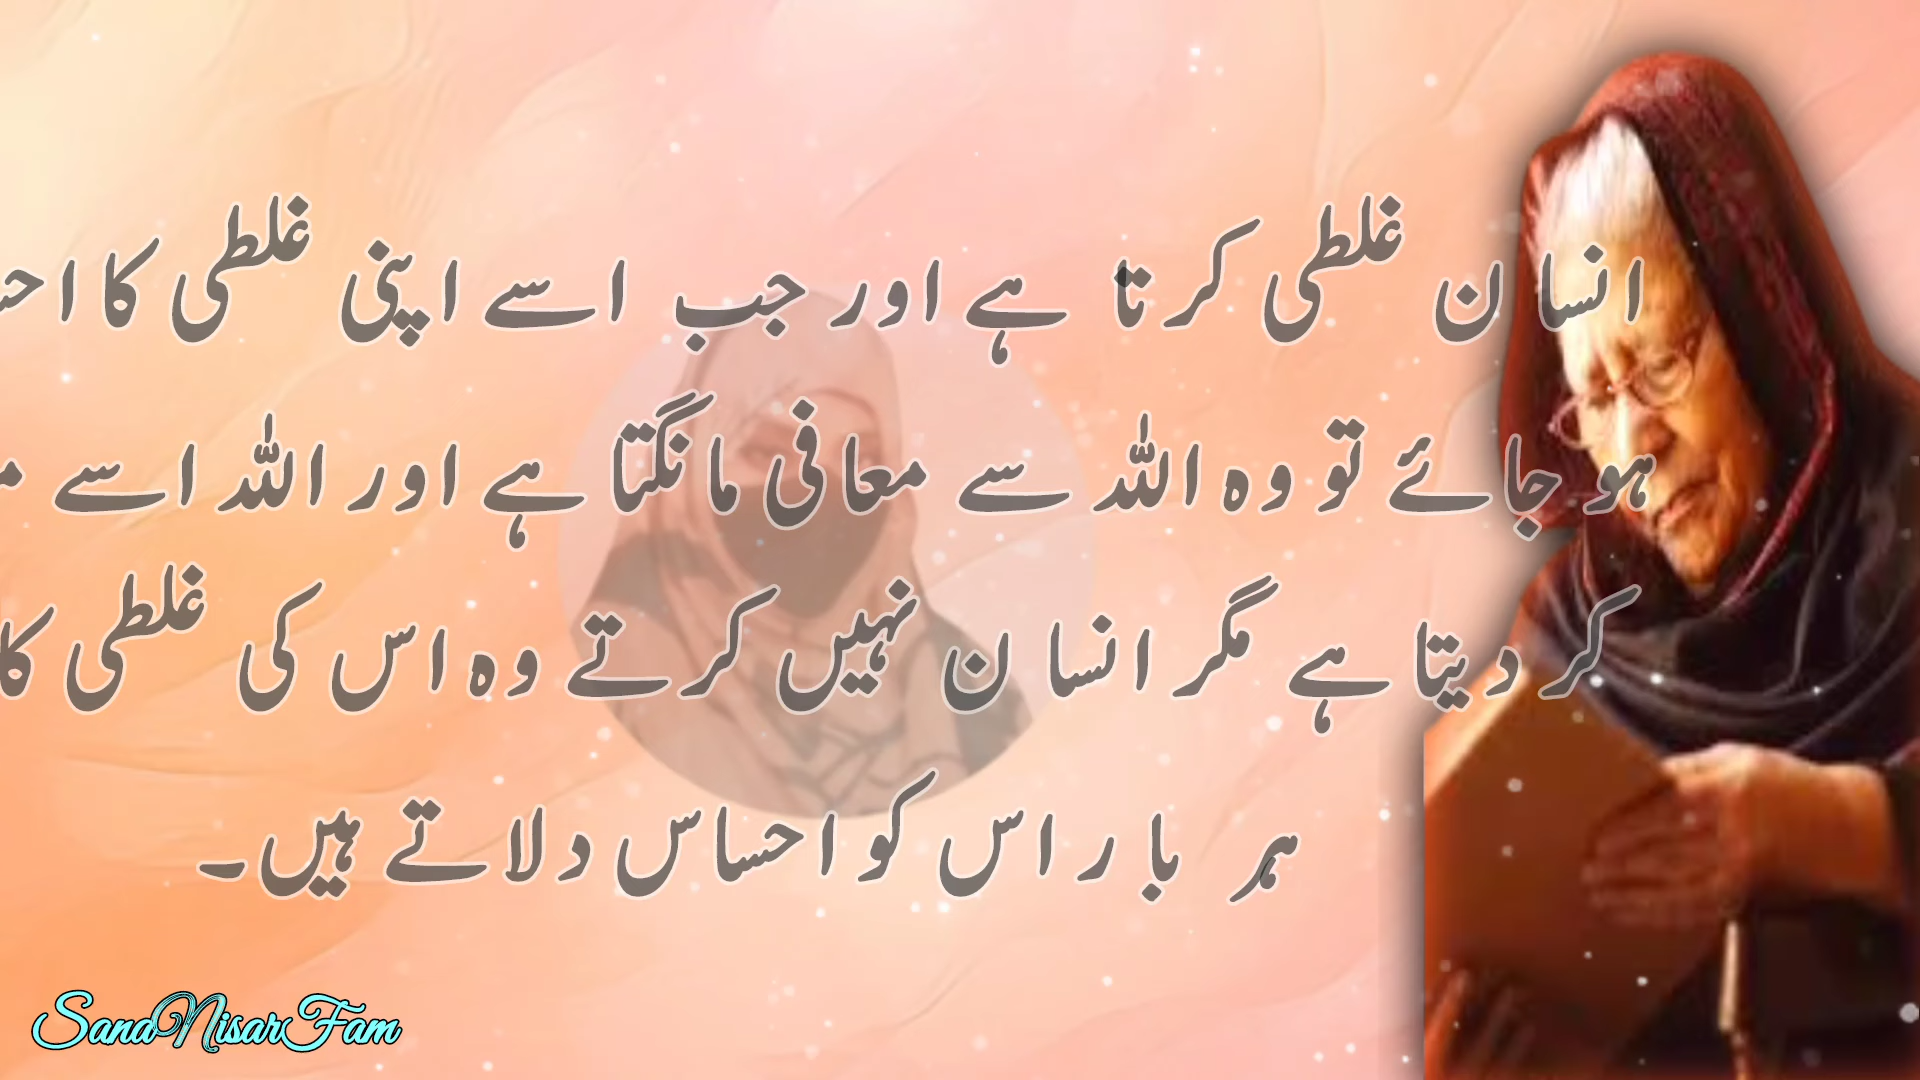 انسان غلطی کرتا ہے اور جب اسے اپنی غلطی کا
ہو جائے تو وہ اللہ سے معافی مانگتا ہے اور اللہ اسے
کر دیتا ہے مگر انسان نہیں کرتے وہ اس کی غلطی کا
ہر بار اس کو احساس دلاتے ہیں۔
SanaNisarFam